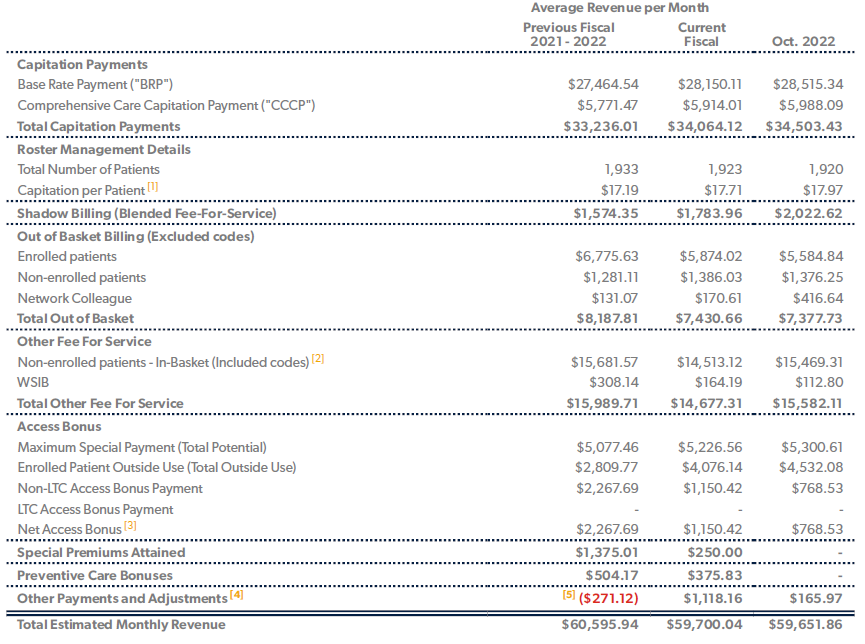 Average Revenue per Month
Previous Fiscal Current
2021 - 2022 Fiscal Oct. 2022
Capitation Payments
Base Rate Payment ("BRP") $27,464.54 $28,150.11 $28,515.34
Comprehensive Care Capitation Payment ("CCCP") $5,771.47 $5,914.01 $5,988.09
Total Capitation Payments $33,236.01 $34,064.12 $34,503.43
Roster Management Details
Total Number of Patients 1,933 1,923 1,920
Capitation per Patient [1] $17.19 $17.71 $17.97
Shadow Billing (Blended Fee-For-Service) $1,574.35 $1,783.96 $2,022.62
Out of Basket Billing (Excluded codes)
Enrolled patients $6,775.63 $5,874.02 $5,584.84
Non-enrolled patients $1,281.11 $1,386.03 $1,376.25
Network Colleague $131.07 $170.61 $416.64
Total Out of Basket $8,187.81 $7,430.66 $7,377.73
Other Fee For Service
Non-enrolled patients - In-Basket (Included codes) [2] $15,681.57 $14,513.12 $15,469.31
WSIB $308.14 $164.19 $112.80
Total Other Fee For Service $15,989.71 $14,677.31 $15,582.11
Access Bonus
Maximum Special Payment (Total Potential) $5,077.46 $5,226.56 $5,300.61
Enrolled Patient Outside Use (Total Outside Use) $2,809.77 $4,076.14 $4,532.08
Non-LTC Access Bonus Payment $2,267.69 $1,150.42 $768.53
LTC Access Bonus Payment - - -
Net Access Bonus [3] $2,267.69 $1,150.42 $768.53
Special Premiums Attained $1,375.01 $250.00 -
Preventive Care Bonuses $504.17 $375.83 -
Other Payments and Adjustments [4] [5] ($271.12) $1,118.16 $165.97
Total Estimated Monthly Revenue $60,595.94 $59,700.04 $59,651.86